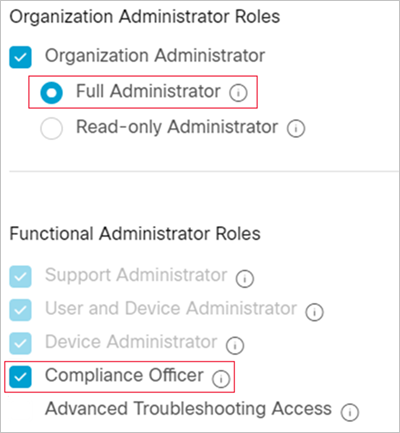 Organization Administrator Roles
Organization Administrator
Full Administrator
Read-only Administrator
Functional Administrator Roles
Support Administrator
User and Device Administrator
Device Administrator
Compliance Officer
Advanced Troubleshooting Access